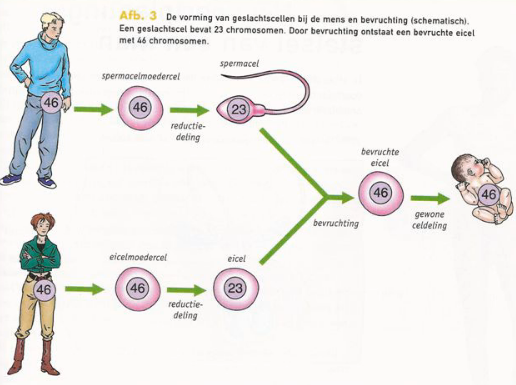 Afb. 3 De vorming van geslachtscellen bij de mens en bevruchting (schematisch).
Een geslachtscel bevat 23 chromosomen. Door bevruchting ontstaat een bevruchte eicel
met 46 chromosomen.
spermacelmoedercel
spermacel
46
46
23
reductie-
deling
bevruchte
eicel
46
46
bevruchting
gewone
celdeling
eicelmoedercel
eicel
46
46
23
reductie-
deling